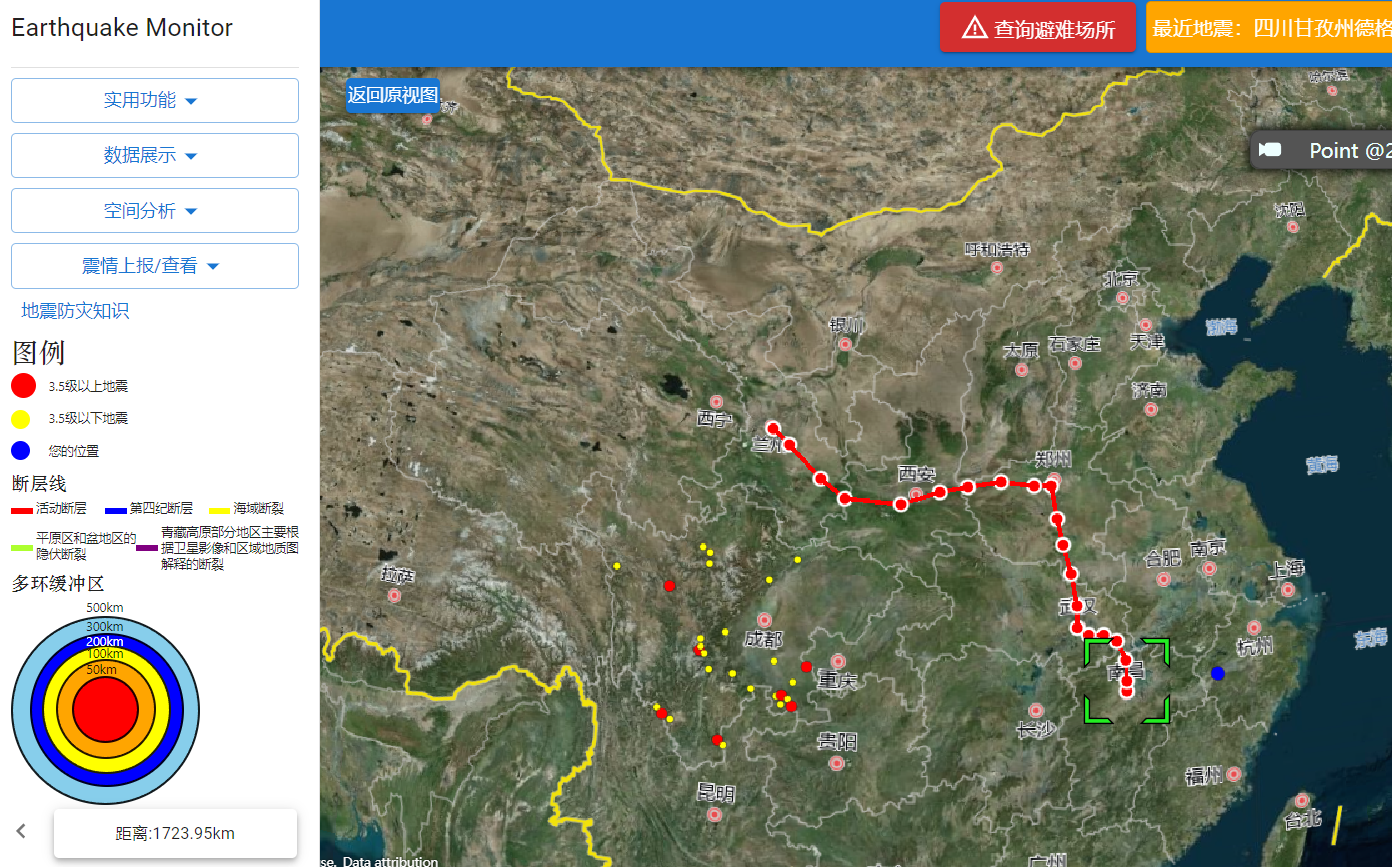 Earthquake Monitor
查询避难场所
最近地震：四川甘孜州德格
实用功能
数据展示
空间分析
震情上报/查看
地震防灾知识
图例
3.5级以上地震
3.5级以下地震
您的位置
断层线
活动断层
第四纪断层
海域断裂
平原区和盆地区的
隐伏断裂
青藏高原部分地区主要根
据卫星影像和区域地质图
解释的断裂
多环缓冲区
500km
300km
200km
100km
50km
距离:1723.95km
返回原视图
Point @2
沈阳
呼和浩特
北京
银川
天津
渤海
太原
石家庄
济南
西宁
兰州
西安
郑州
黄海
合肥
南京
上海
拉萨
武汉
成都
杭州
东海
重庆
南昌
长沙
贵阳
福州
昆明
台北
广州
se. Data attribution